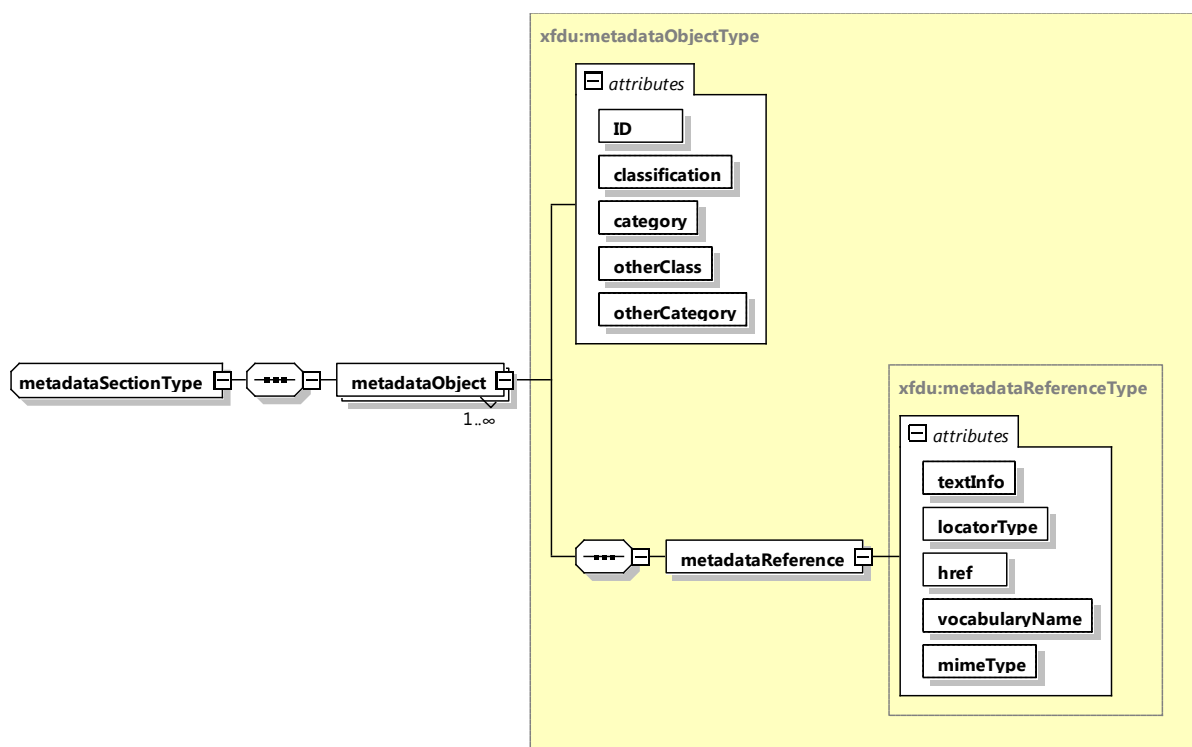 xfdu:metadataObjectType
attributes
ID
classification
category
otherClass
otherCategory
metadataSectionType
metadataObject
1..∞
xfdu:metadataReferenceType
attributes
textInfo
locatorType
metadataReference
href
vocabularyName
mimeType